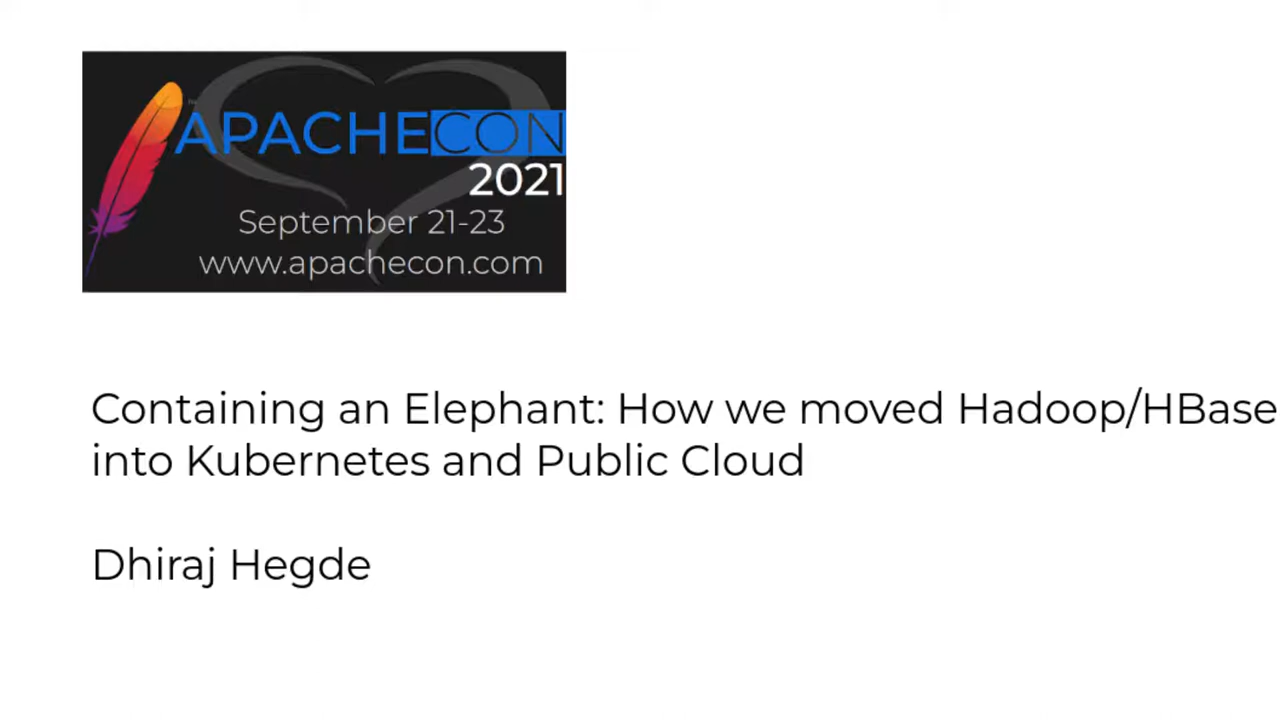 APACHECON
2021
September 21-23
www.apachecon.com
Containing an Elephant: How we moved Hadoop/HBase
into Kubernetes and Public Cloud
Dhiraj Hegde